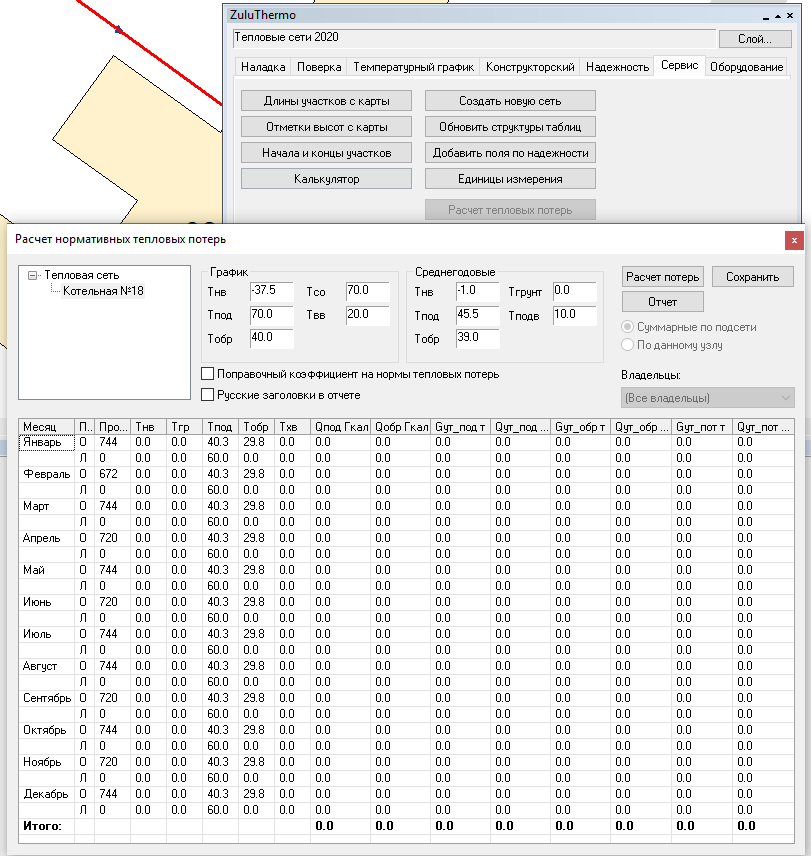 ZuluThermo
Тепловые сети 2020 Слой...
Наладка Поверка Температурный график Конструкторский Надежность Сервис Оборудование
Длины участков с карты Создать новую сеть
Отметки высот с карты Обновить структуры таблиц
Начала и концы участков Добавить поля по надежности
Калькулятор Единицы измерения
Расчет тепловых потерь
Расчет нормативных тепловых потерь
Тепловая сеть
Котельная №18
График
Тнв -37.5 Тсо 70.0
Тпод 70.0 Твв 20.0
Тобр 40.0
Среднегодовые
Тнв -1.0 Тгрунт 0.0
Тпод 45.5 Тподв 10.0
Тобр 39.0
Расчет потерь Сохранить
Отчет
Суммарные по подсети
По данному узлу
Владельцы:
(Все владельцы)
Поправочный коэффициент на нормы тепловых потерь
Русские заголовки в отчете
Месяц П.. Про... Тнв Тгр Тпод Тобр Тхв Qпод Гкал Qобр Гкал Gут_под т Qут_под ... Gут_обр т Qут_обр ... Gут_пот т Qут_пот ...
Январь О 744 0.0 0.0 40.3 29.8 0.0 0.0 0.0 0.0 0.0 0.0 0.0 0.0 0.0
Л 0 0.0 0.0 60.0 0.0 0.0 0.0 0.0 0.0 0.0 0.0 0.0 0.0 0.0
Февраль О 672 0.0 0.0 40.3 29.8 0.0 0.0 0.0 0.0 0.0 0.0 0.0 0.0 0.0
Л 0 0.0 0.0 60.0 0.0 0.0 0.0 0.0 0.0 0.0 0.0 0.0 0.0 0.0
Март О 744 0.0 0.0 40.3 29.8 0.0 0.0 0.0 0.0 0.0 0.0 0.0 0.0 0.0
Л 0 0.0 0.0 60.0 0.0 0.0 0.0 0.0 0.0 0.0 0.0 0.0 0.0 0.0
Апрель О 720 0.0 0.0 40.3 29.8 0.0 0.0 0.0 0.0 0.0 0.0 0.0 0.0 0.0
Л 0 0.0 0.0 60.0 0.0 0.0 0.0 0.0 0.0 0.0 0.0 0.0 0.0 0.0
Май О 744 0.0 0.0 40.3 29.8 0.0 0.0 0.0 0.0 0.0 0.0 0.0 0.0 0.0
Л 0 0.0 0.0 60.0 0.0 0.0 0.0 0.0 0.0 0.0 0.0 0.0 0.0 0.0
Июнь О 720 0.0 0.0 40.3 29.8 0.0 0.0 0.0 0.0 0.0 0.0 0.0 0.0 0.0
Л 0 0.0 0.0 60.0 0.0 0.0 0.0 0.0 0.0 0.0 0.0 0.0 0.0 0.0
Июль О 744 0.0 0.0 40.3 29.8 0.0 0.0 0.0 0.0 0.0 0.0 0.0 0.0 0.0
Л 0 0.0 0.0 60.0 0.0 0.0 0.0 0.0 0.0 0.0 0.0 0.0 0.0 0.0
Август О 744 0.0 0.0 40.3 29.8 0.0 0.0 0.0 0.0 0.0 0.0 0.0 0.0 0.0
Л 0 0.0 0.0 60.0 0.0 0.0 0.0 0.0 0.0 0.0 0.0 0.0 0.0 0.0
Сентябрь О 720 0.0 0.0 40.3 29.8 0.0 0.0 0.0 0.0 0.0 0.0 0.0 0.0 0.0
Л 0 0.0 0.0 60.0 0.0 0.0 0.0 0.0 0.0 0.0 0.0 0.0 0.0 0.0
Октябрь О 744 0.0 0.0 40.3 29.8 0.0 0.0 0.0 0.0 0.0 0.0 0.0 0.0 0.0
Л 0 0.0 0.0 60.0 0.0 0.0 0.0 0.0 0.0 0.0 0.0 0.0 0.0 0.0
Ноябрь О 720 0.0 0.0 40.3 29.8 0.0 0.0 0.0 0.0 0.0 0.0 0.0 0.0 0.0
Л 0 0.0 0.0 60.0 0.0 0.0 0.0 0.0 0.0 0.0 0.0 0.0 0.0 0.0
Декабрь О 744 0.0 0.0 40.3 29.8 0.0 0.0 0.0 0.0 0.0 0.0 0.0 0.0 0.0
Л 0 0.0 0.0 60.0 0.0 0.0 0.0 0.0 0.0 0.0 0.0 0.0 0.0 0.0
Итого: 0.0 0.0 0.0 0.0 0.0 0.0 0.0 0.0